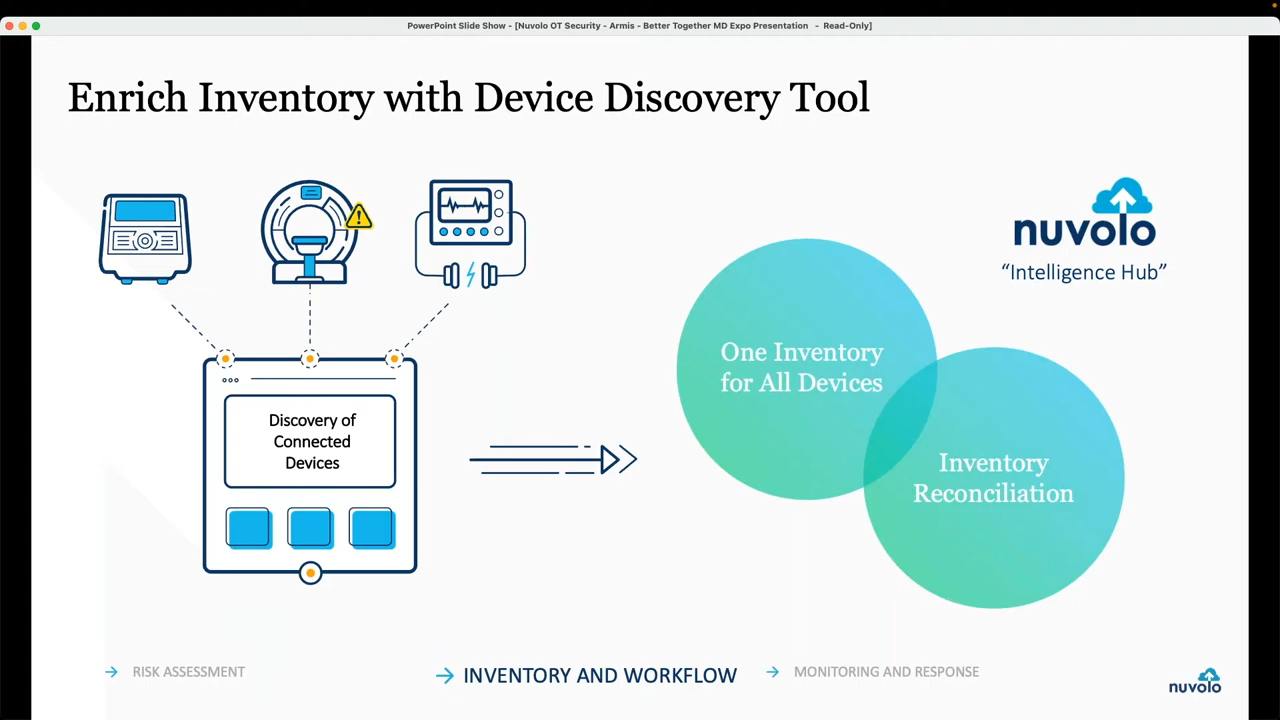 PowerPoint Slide Show - [Nuvolo OT Security - Armis - Better Together MD Expo Presentation  -  Read-Only]
Enrich Inventory with Device Discovery Tool
nuvolo
“Intelligence Hub”
One Inventory
for All Devices
Discovery of
Connected
Devices
Inventory
Reconciliation
RISK ASSESSMENT
INVENTORY AND WORKFLOW
MONITORING AND RESPONSE
nuvolo